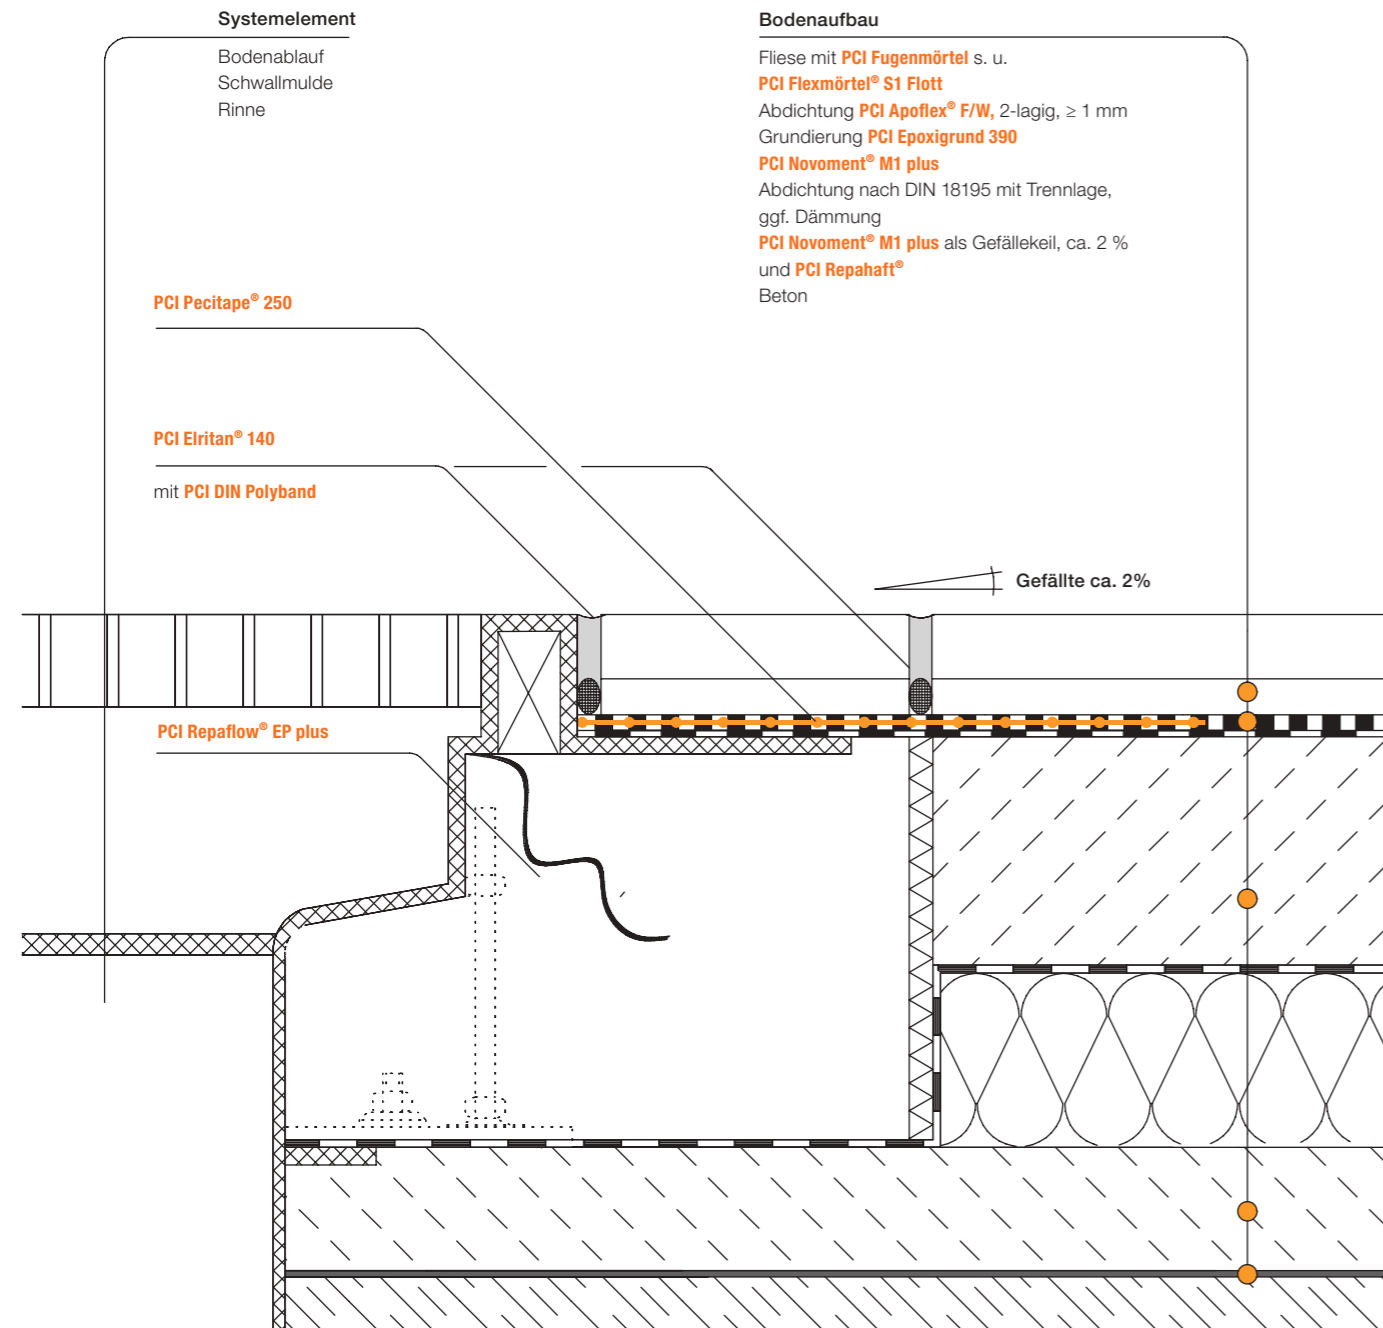 Systemelement
Bodenablauf
Schwallmulde
Rinne
Bodenaufbau
Fliese mit PCI Fugenmörtel s. u.
PCI Flexmörtel® S1 Flott
Abdichtung PCI Apoflex® F/W, 2-lagig, ≥ 1 mm
Grundierung PCI Epoxigrund 390
PCI Novoment® M1 plus
Abdichtung nach DIN 18195 mit Trennlage,
ggf. Dämmung
PCI Novoment® M1 plus als Gefällekeil, ca. 2 %
und PCI Repahaft®
Beton
PCI Pecitape® 250
PCI Elritan® 140
mit PCI DIN Polyband
Gefällte ca. 2%
PCI Repaflow® EP plus